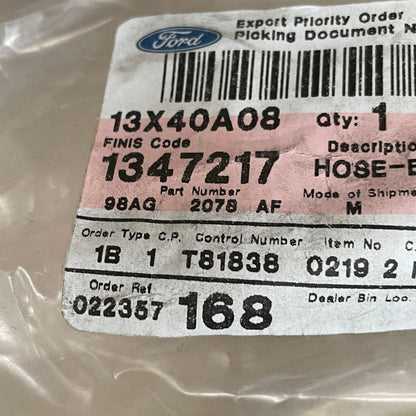 Ford
Export Priority Order
Picking Document
13X40A08 Qty: 1
FINIS Code
1347217 HOSE-
Part Number Mode of
98AG 2078 AF M
Order Type C.P. Control Number Item No
1B 1 T81838 0219 2
Order Ref Dealer Bin Loc
022357 168